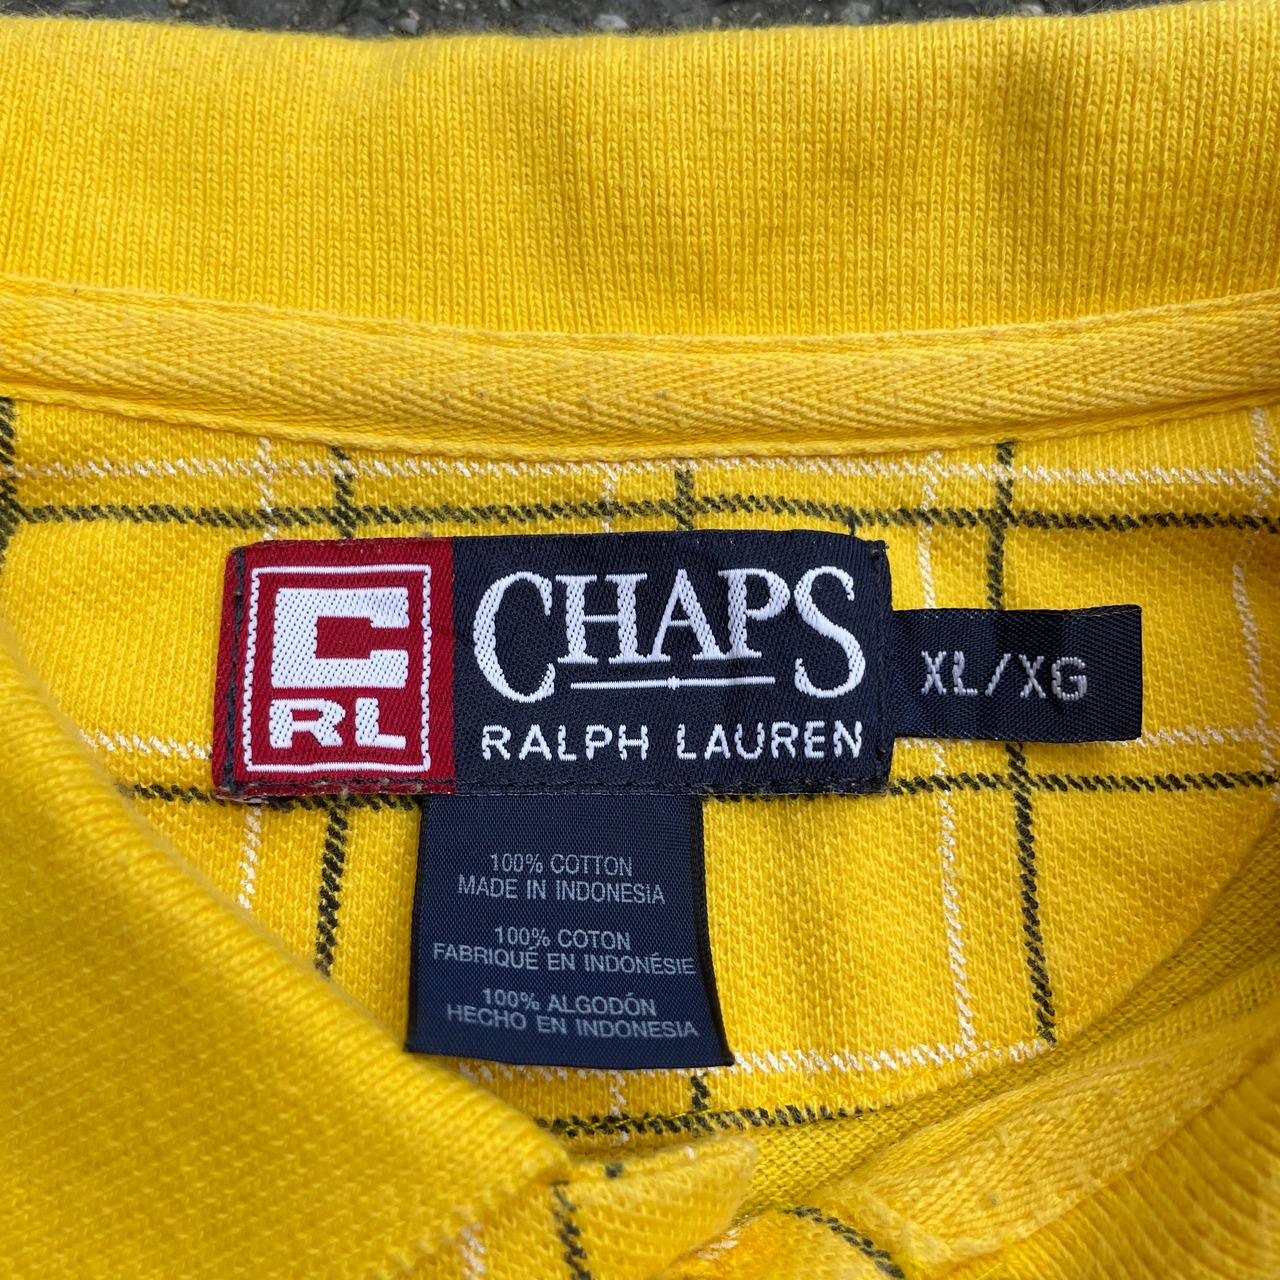 C
RL
CHAPS
RALPH LAUREN
XL/XG
100% COTTON
MADE IN INDONESIA
100% COTON
FABRIQUÉ EN INDONÉSIE
100% ALGODÓN
HECHO EN INDONESIA